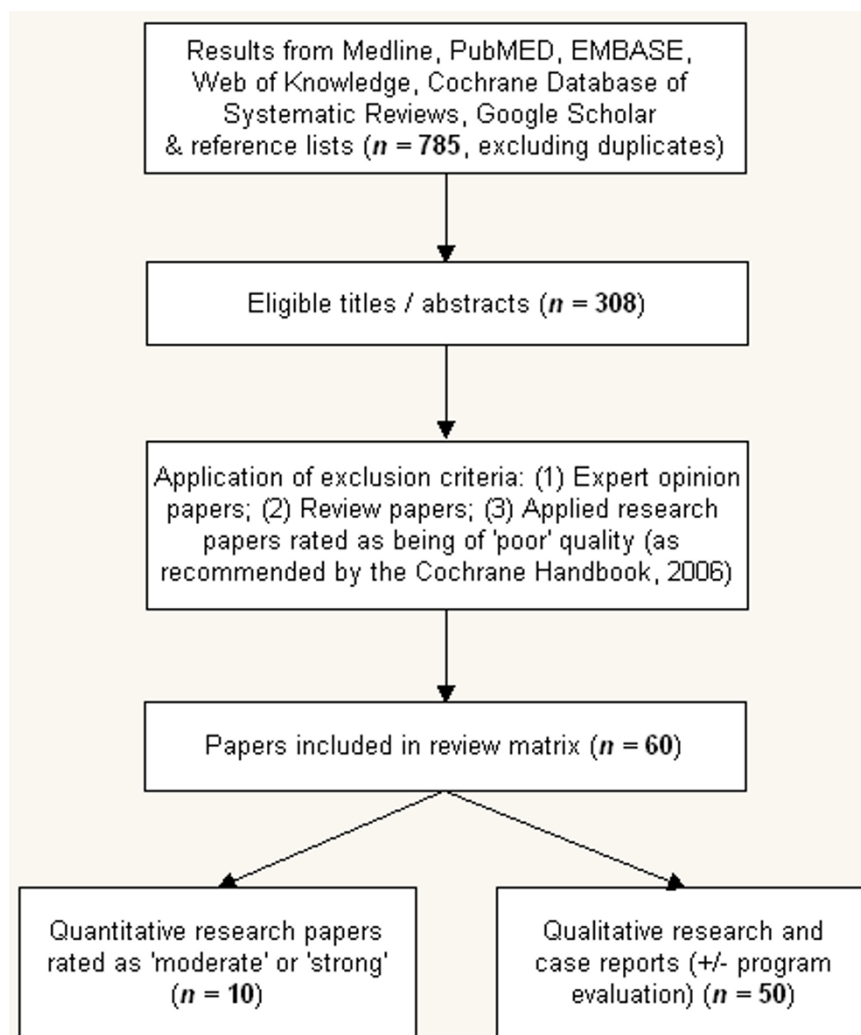 Results from Medline, PubMED, EMBASE,
Web of Knowledge, Cochrane Database of
Systematic Reviews, Google Scholar
& reference lists (n = 785, excluding duplicates)
Eligible titles / abstracts (n = 308)
Application of exclusion criteria: (1) Expert opinion
papers; (2) Review papers; (3) Applied research
papers rated as being of 'poor' quality (as
recommended by the Cochrane Handbook, 2006)
Papers included in review matrix (n = 60)
Quantitative research papers
rated as 'moderate' or 'strong'
(n = 10)
Qualitative research and
case reports (+/- program
evaluation) (n = 50)